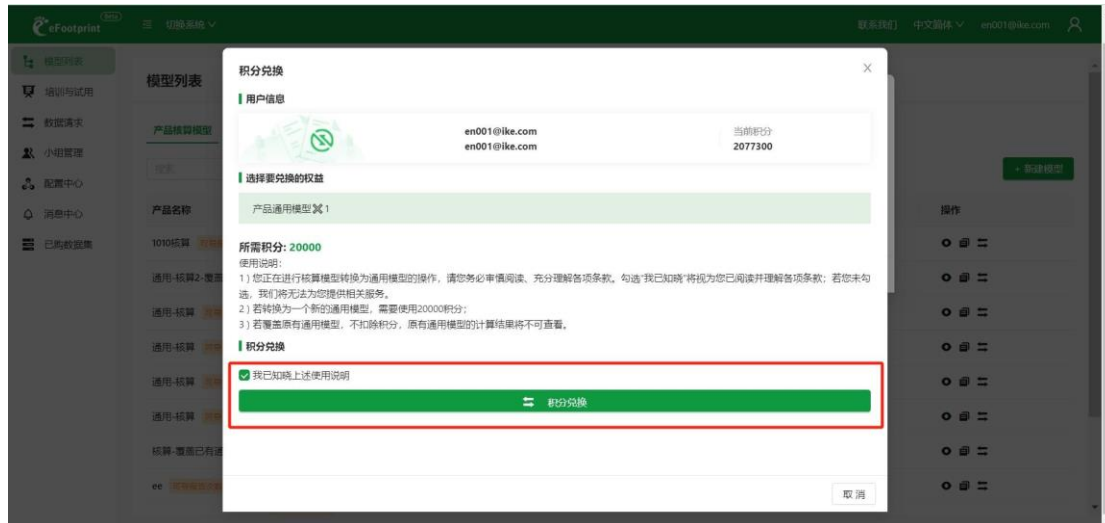 eFootprint (Beta)
切换系统
联系我们 中文简体 en001@ike.com
模型列表
培训与试用
数据请求
小组管理
配置中心
消息中心
已购数据集
模型列表
产品核算模型
搜索
+ 新建模型
产品名称 操作
1010核算
通用-核算2-覆盖
通用-核算
通用-核算
通用-核算
通用-核算
核算-覆盖已有通
ee
积分兑换
用户信息
en001@ike.com 当前积分
en001@ike.com 2077300
选择要兑换的权益
产品通用模型 1
所需积分: 20000
使用说明:
1）您正在进行核算模型转换为通用模型的操作，请您务必审慎阅读、充分理解各项条款。勾选"我已知晓"将视为您已阅读并理解各项条款；若您未勾
选，我们将无法为您提供相关服务。
2）若转换为一个新的通用模型，需要使用20000积分；
3）若覆盖原有通用模型，不扣除积分，原有通用模型的计算结果将不可查看。
积分兑换
我已知晓上述使用说明
积分兑换
取消